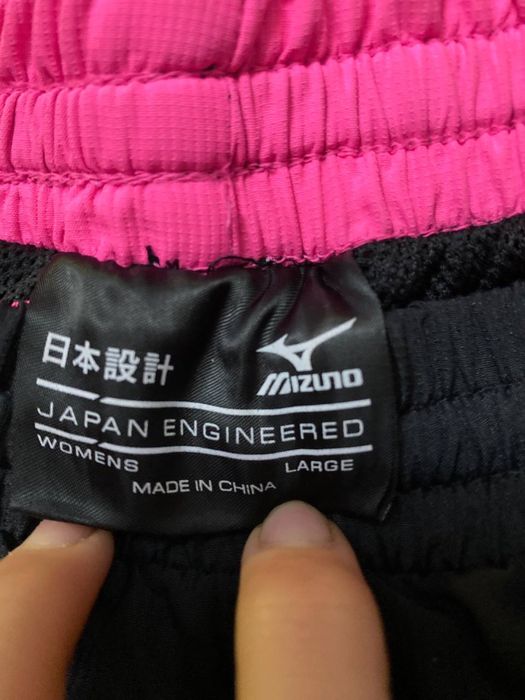 日本設計
MIZUNO
JAPAN ENGINEERED
WOMENS LARGE
MADE IN CHINA